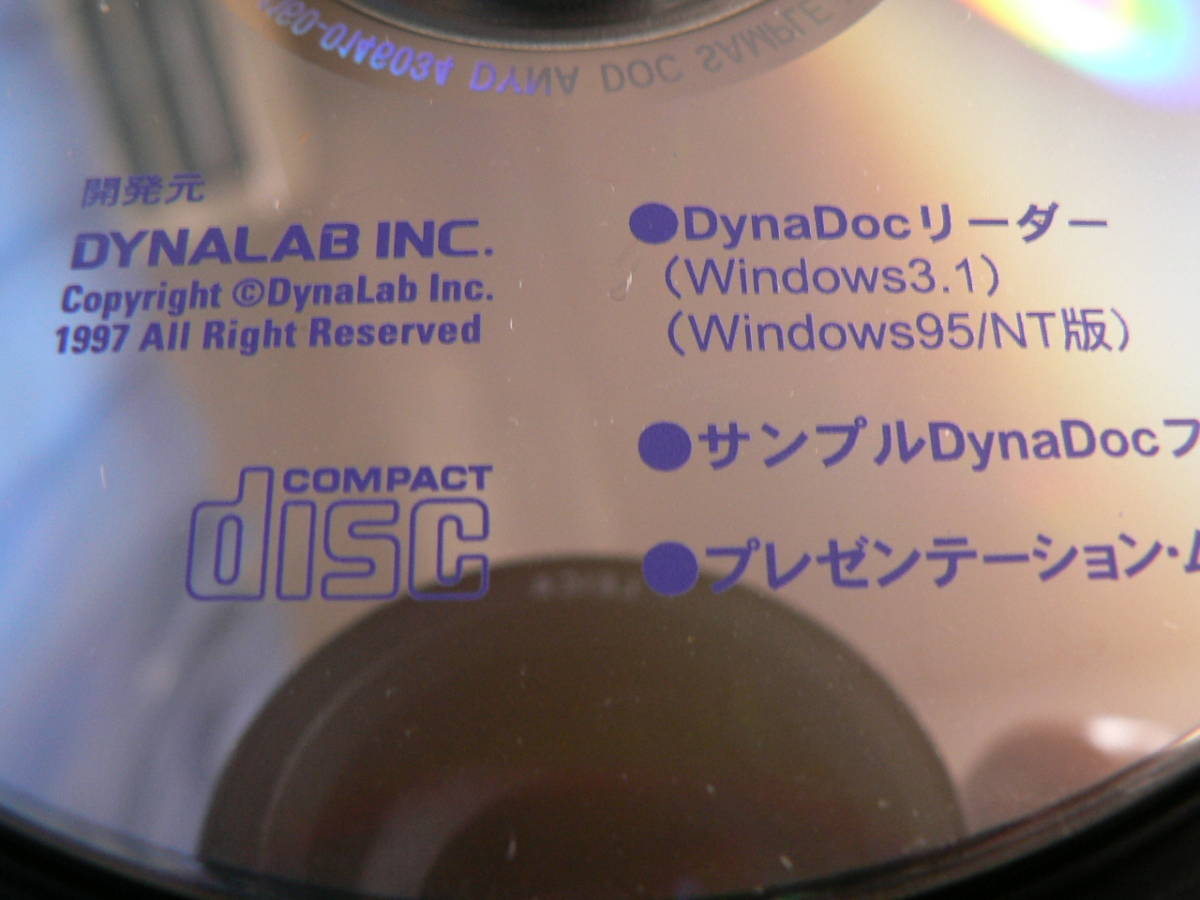 0146034 DYNA DOC SAMPLE
開発元
DYNALAB INC.
Copyright ©DynaLab Inc.
1997 All Right Reserved
COMPACT
disc
●DynaDocリーダー
(Windows3.1)
(Windows95/NT版)
●サンプルDynaDocフ
●プレゼンテーション・ム